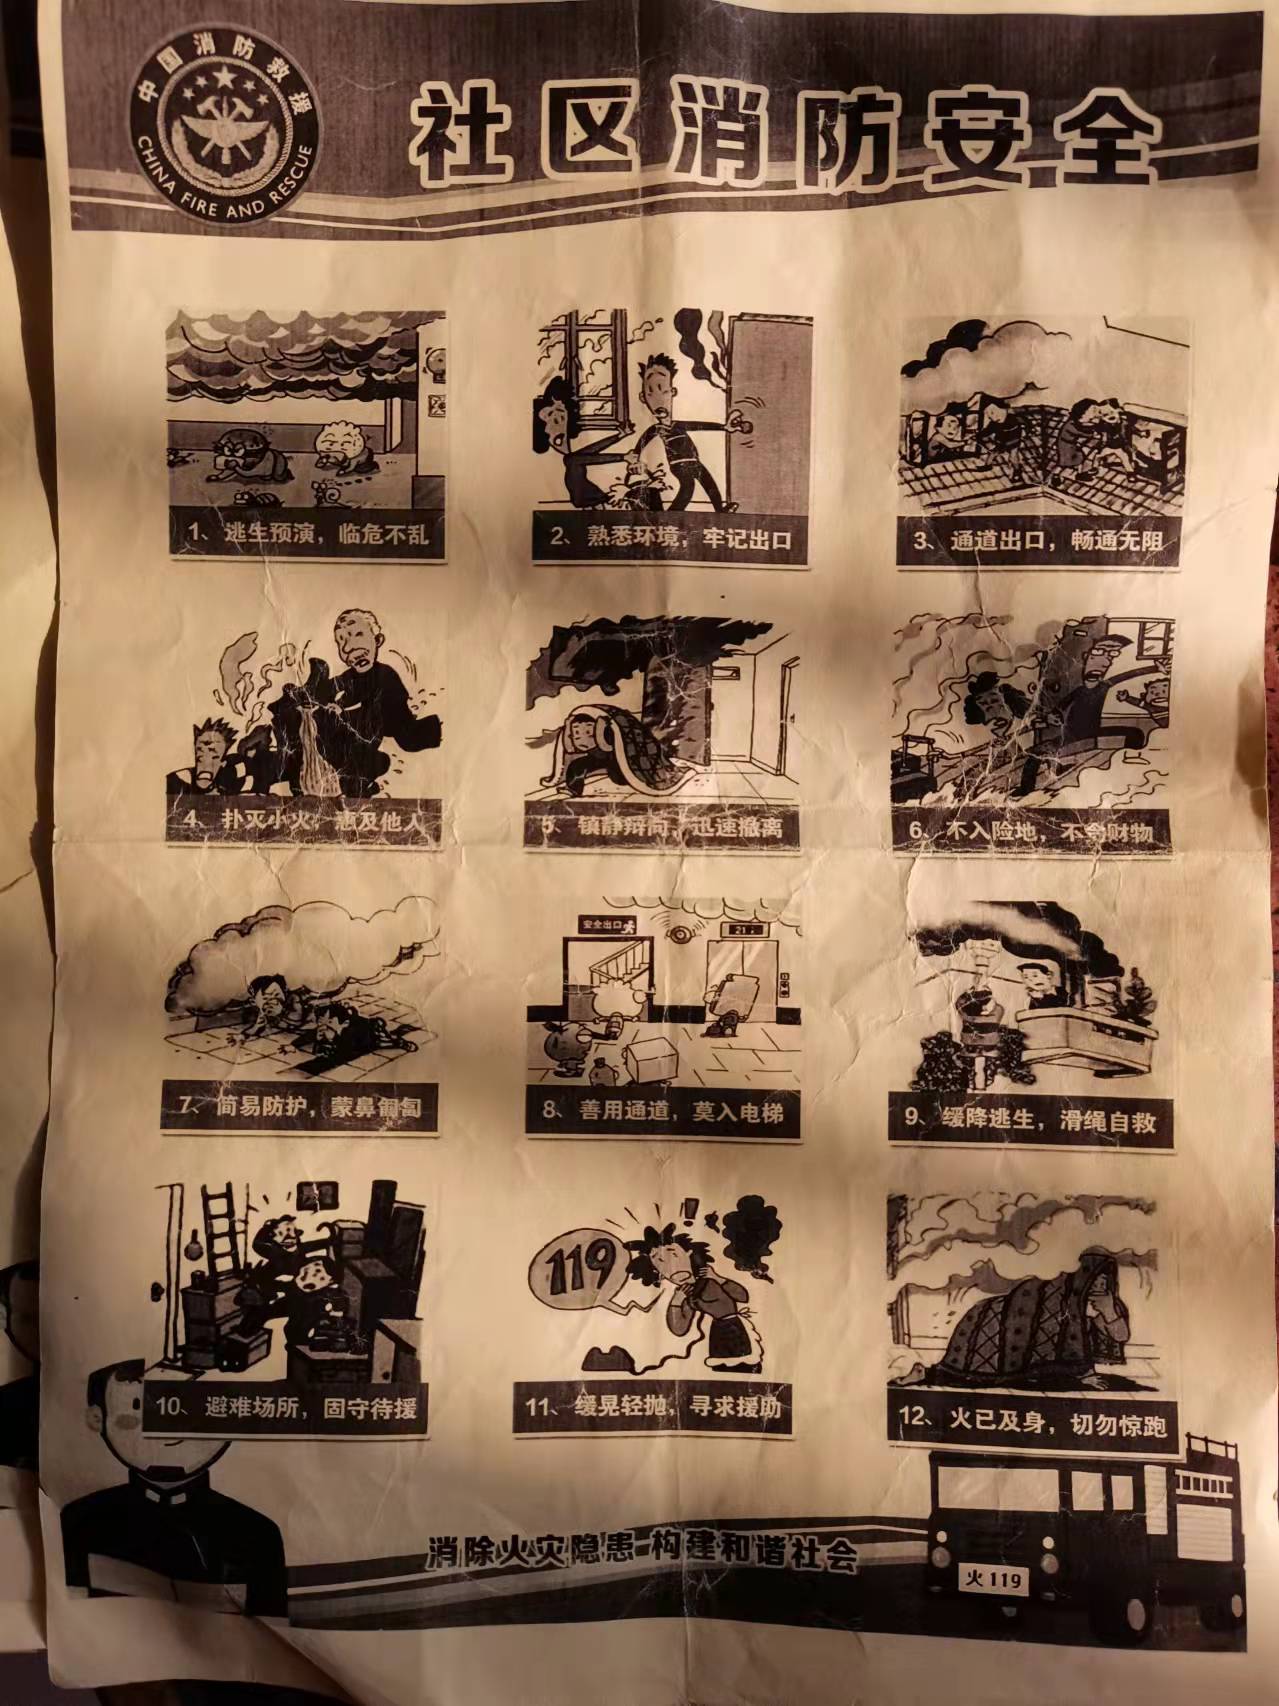 中国消防救援
CHINA FIRE AND RESCUE
社区消防安全
1、逃生预演，临危不乱
2、熟悉环境，牢记出口
3、通道出口，畅通无阻
4、扑灭小火，惠及他人
5、镇静辩向，迅速撤离
6、不入险地，不贪财物
安全出口
21
7、简易防护，蒙鼻匍匐
8、善用通道，莫入电梯
9、缓降逃生，滑绳自救
119
10、避难场所，固守待援
11、缓晃轻抛，寻求援助
12、火已及身，切勿惊跑
消除火灾隐患 构建和谐社会
火 119